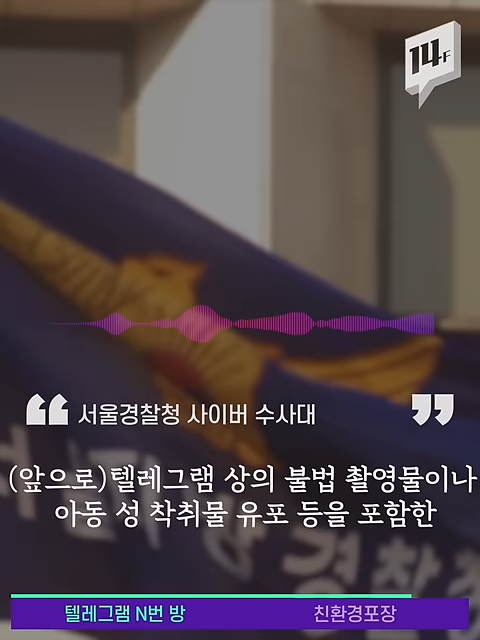 14F
서울경찰청 사이버 수사대
(앞으로)텔레그램 상의 불법 촬영물이나
아동 성 착취물 유포 등을 포함한
텔레그램 N번 방
친환경포장